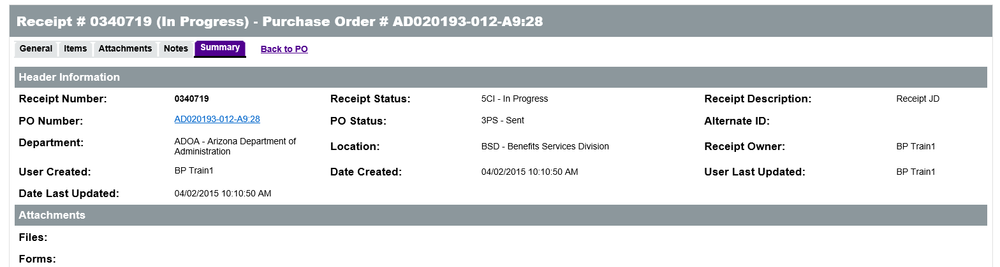 Receipt # 0340719 (In Progress) - Purchase Order # AD020193-012-A9:28
General Items Attachments Notes Summary Back to PO
Header Information
Receipt Number: 0340719 Receipt Status: 5CI - In Progress Receipt Description: Receipt JD
PO Number: AD020193-012-A9:28 PO Status: 3PS - Sent Alternate ID:
Department: ADOA - Arizona Department of
Administration Location: BSD - Benefits Services Division Receipt Owner: BP Train1
User Created: BP Train1 Date Created: 04/02/2015 10:10:50 AM User Last Updated: BP Train1
Date Last Updated: 04/02/2015 10:10:50 AM
Attachments
Files:
Forms: